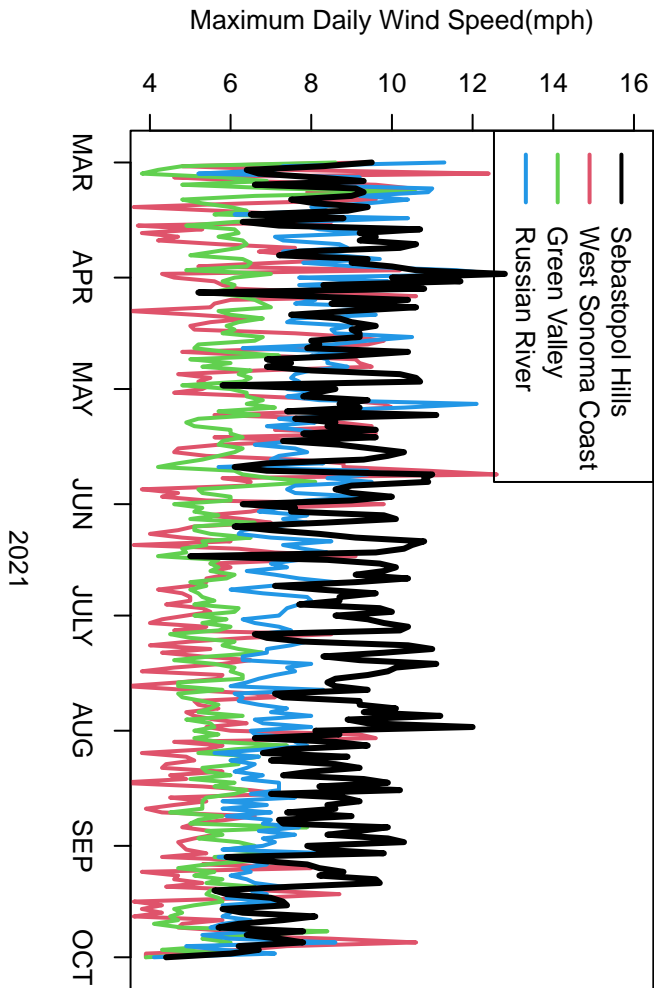 Maximum Daily Wind Speed(mph)
4 6 8 10 12 14 16
Sebastopol Hills
West Sonoma Coast
Green Valley
Russian River
MAR APR MAY JUN JULY AUG SEP OCT
2021